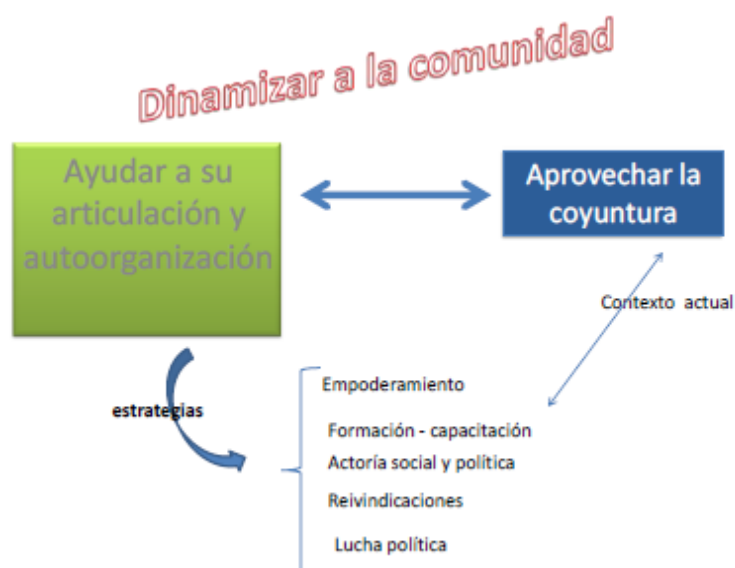 Dinamizar a la comunidad
Ayudar a su
articulación y
autoorganización
Aprovechar la
coyuntura
Contexto actual
estrategias
Empoderamiento
Formación - capacitación
Actoría social y política
Reivindicaciones
Lucha política